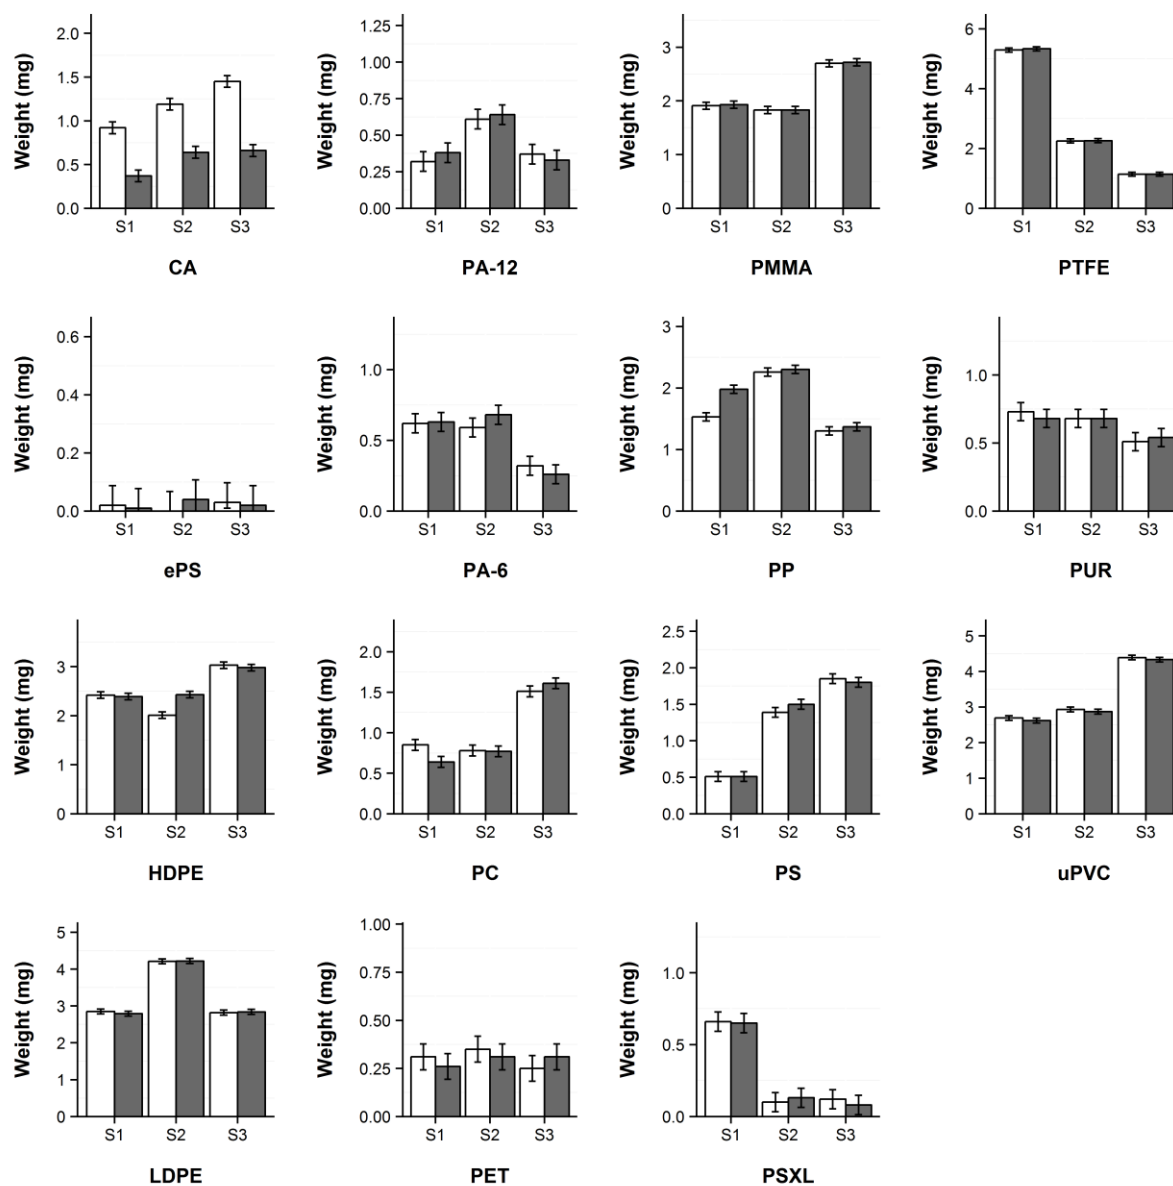 Weight (mg)
2.0
1.5
1.0
0.5
0.0
S1 S2 S3
CA
Weight (mg)
1.25
1.00
0.75
0.50
0.25
0.00
S1 S2 S3
PA-12
Weight (mg)
3
2
1
0
S1 S2 S3
PMMA
Weight (mg)
6
4
2
0
S1 S2 S3
PTFE
Weight (mg)
0.6
0.4
0.2
0.0
S1 S2 S3
ePS
Weight (mg)
1.0
0.5
0.0
S1 S2 S3
PA-6
Weight (mg)
3
2
1
0
S1 S2 S3
PP
Weight (mg)
1.0
0.5
0.0
S1 S2 S3
PUR
Weight (mg)
3
2
1
0
S1 S2 S3
HDPE
Weight (mg)
2.0
1.5
1.0
0.5
0.0
S1 S2 S3
PC
Weight (mg)
2.5
2.0
1.5
1.0
0.5
0.0
S1 S2 S3
PS
Weight (mg)
5
4
3
2
1
0
S1 S2 S3
uPVC
Weight (mg)
5
4
3
2
1
0
S1 S2 S3
LDPE
Weight (mg)
1.00
0.75
0.50
0.25
0.00
S1 S2 S3
PET
Weight (mg)
1.0
0.5
0.0
S1 S2 S3
PSXL